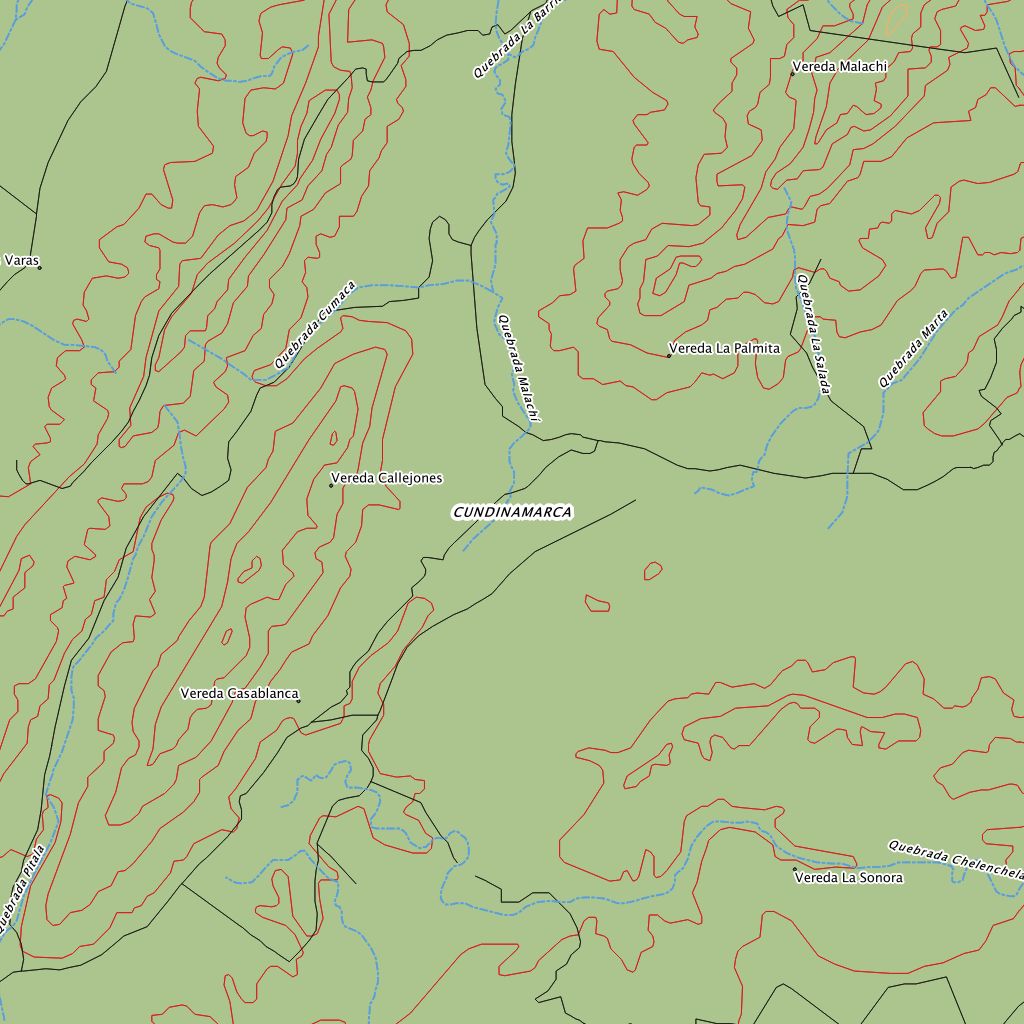 Quebrada La Barri
Vereda Malachi
Varas
Quebrada Cumaca
Quebrada La Salada
Quebrada Malachí
Quebrada Marta
Vereda La Palmita
Vereda Callejones
CUNDINAMARCA
Vereda Casablanca
Quebrada Pitala
Quebrada Chelenchela
Vereda La Sonora